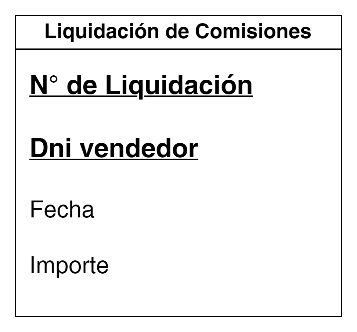 Liquidación de Comisiones
N° de Liquidación
Dni vendedor
Fecha
Importe